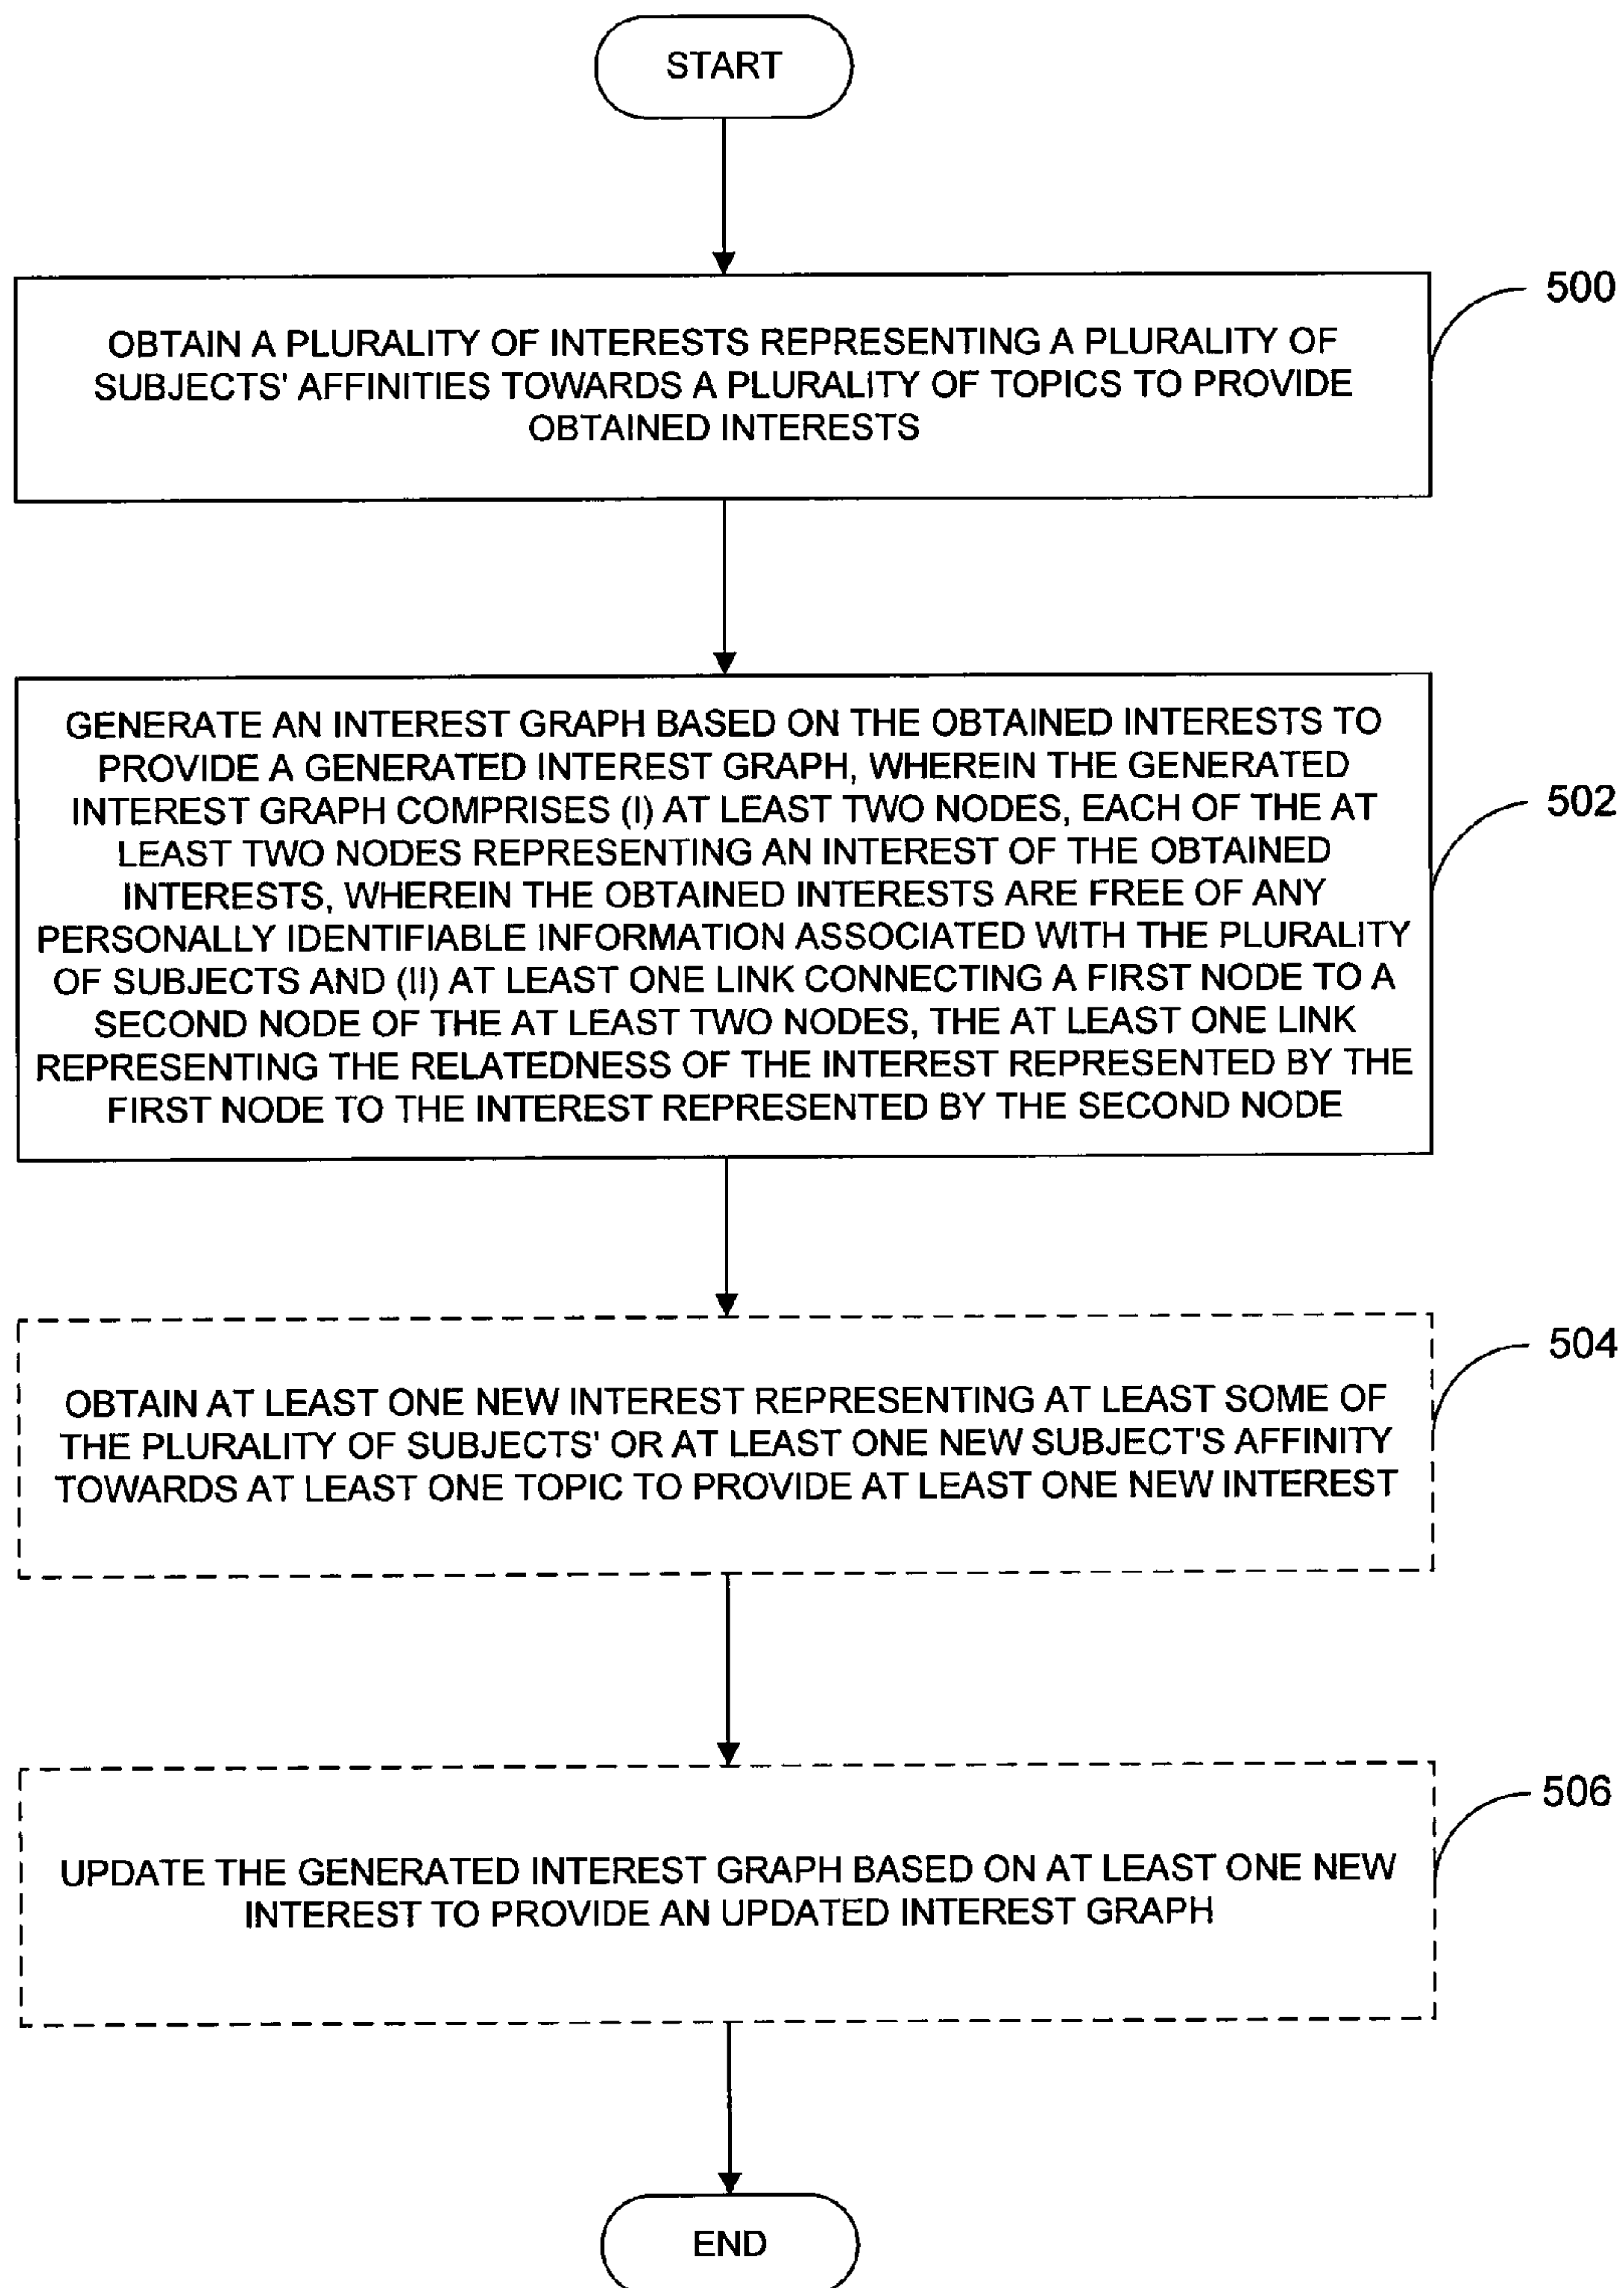 START
500
OBTAIN A PLURALITY OF INTERESTS REPRESENTING A PLURALITY OF
SUBJECTS' AFFINITIES TOWARDS A PLURALITY OF TOPICS TO PROVIDE
OBTAINED INTERESTS
502
GENERATE AN INTEREST GRAPH BASED ON THE OBTAINED INTERESTS TO
PROVIDE A GENERATED INTEREST GRAPH, WHEREIN THE GENERATED
INTEREST GRAPH COMPRISES (I) AT LEAST TWO NODES, EACH OF THE AT
LEAST TWO NODES REPRESENTING AN INTEREST OF THE OBTAINED
INTERESTS, WHEREIN THE OBTAINED INTERESTS ARE FREE OF ANY
PERSONALLY IDENTIFIABLE INFORMATION ASSOCIATED WITH THE PLURALITY
OF SUBJECTS AND (II) AT LEAST ONE LINK CONNECTING A FIRST NODE TO A
SECOND NODE OF THE AT LEAST TWO NODES, THE AT LEAST ONE LINK
REPRESENTING THE RELATEDNESS OF THE INTEREST REPRESENTED BY THE
FIRST NODE TO THE INTEREST REPRESENTED BY THE SECOND NODE
504
OBTAIN AT LEAST ONE NEW INTEREST REPRESENTING AT LEAST SOME OF
THE PLURALITY OF SUBJECTS' OR AT LEAST ONE NEW SUBJECT'S AFFINITY
TOWARDS AT LEAST ONE TOPIC TO PROVIDE AT LEAST ONE NEW INTEREST
506
UPDATE THE GENERATED INTEREST GRAPH BASED ON AT LEAST ONE NEW
INTEREST TO PROVIDE AN UPDATED INTEREST GRAPH
END